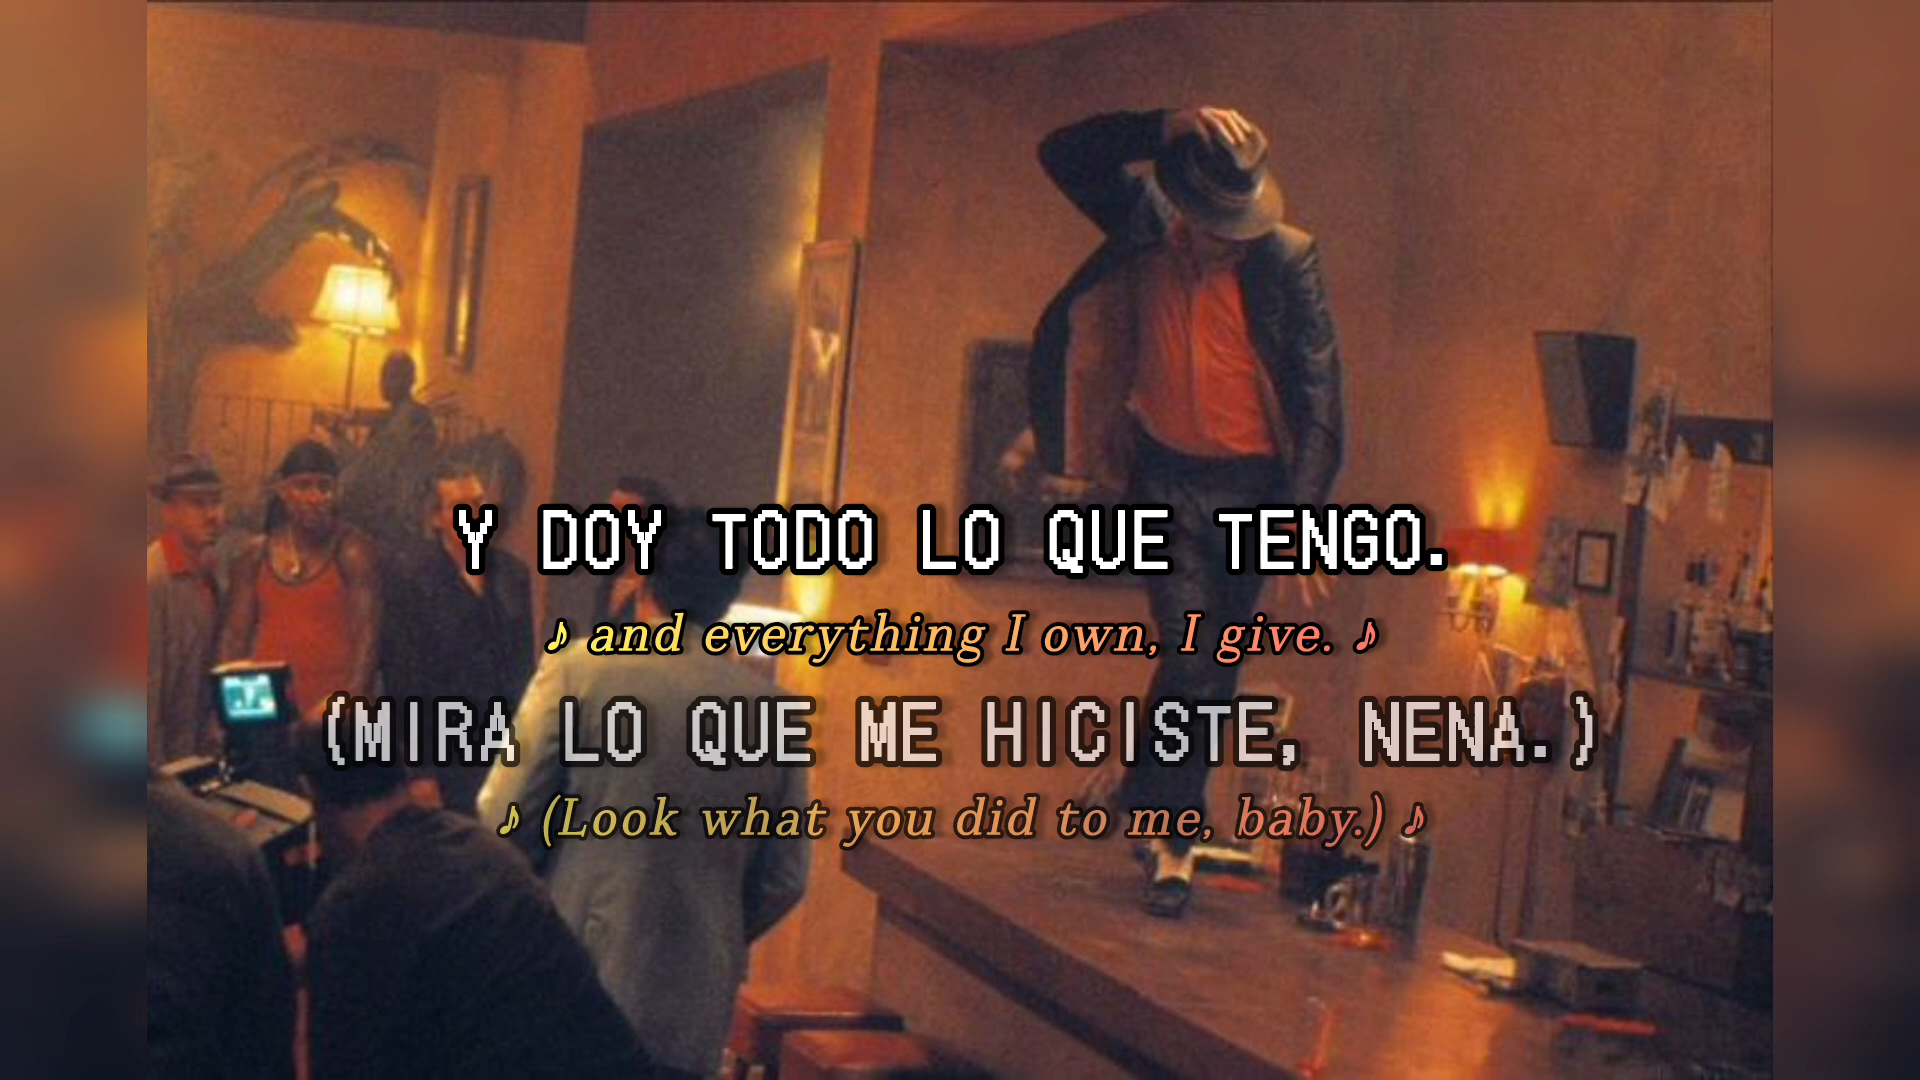 Y DOY TODO LO QUE TENGO.
♪ and everything I own, I give. ♪
(MIRA LO QUE ME HICISTE, NENA.)
♪ (Look what you did to me, baby.) ♪